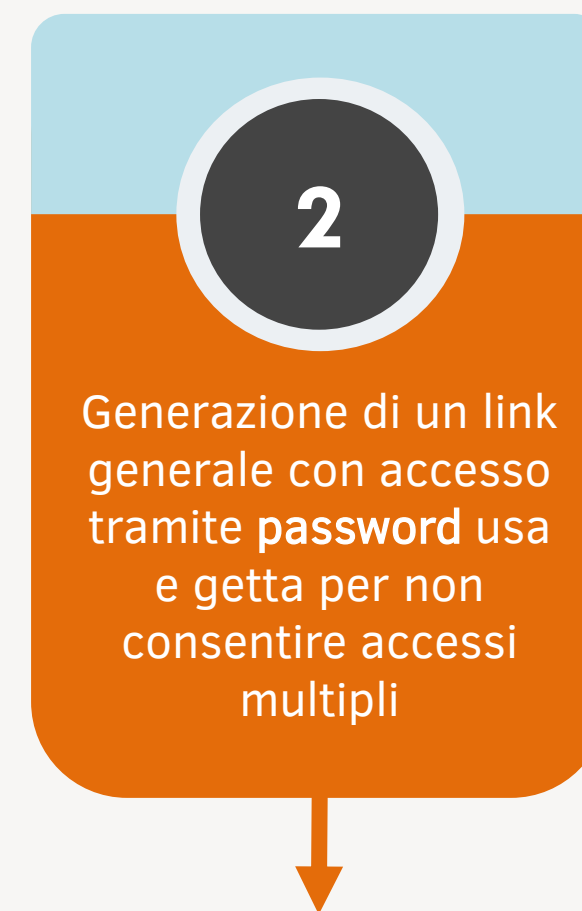 2
Generazione di un link
generale con accesso
tramite password usa
e getta per non
consentire accessi
multipli